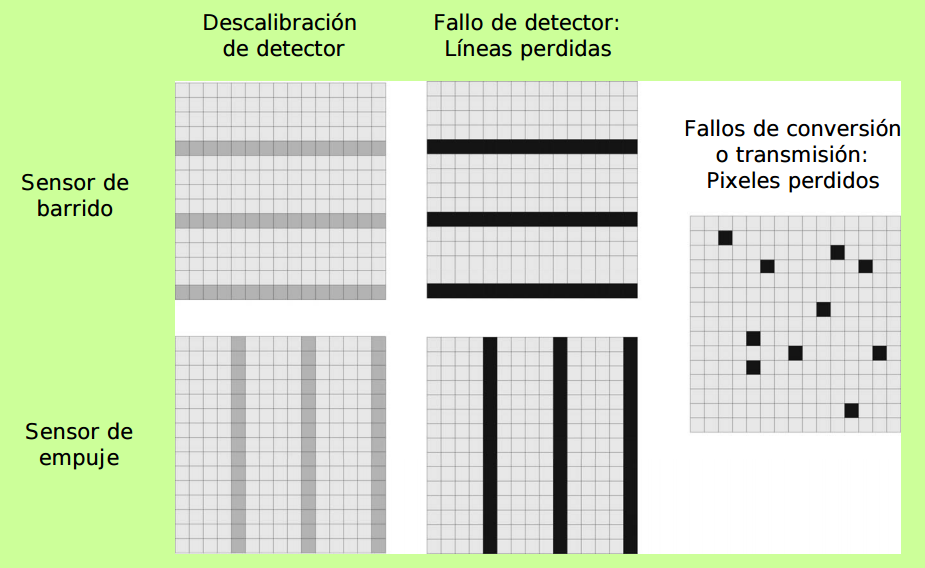 Descalibración
de detector
Fallo de detector:
Líneas perdidas
Fallos de conversión
o transmisión:
Pixeles perdidos
Sensor de
barrido
Sensor de
empuje